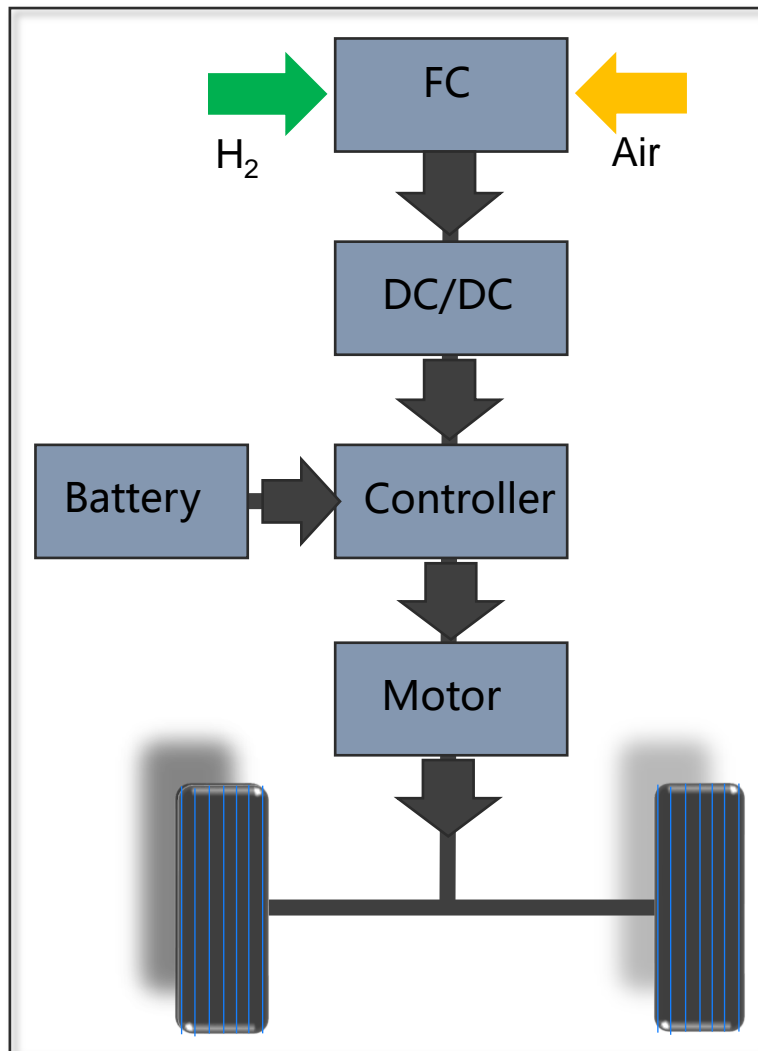 FC
H₂
Air
DC/DC
Battery
Controller
Motor